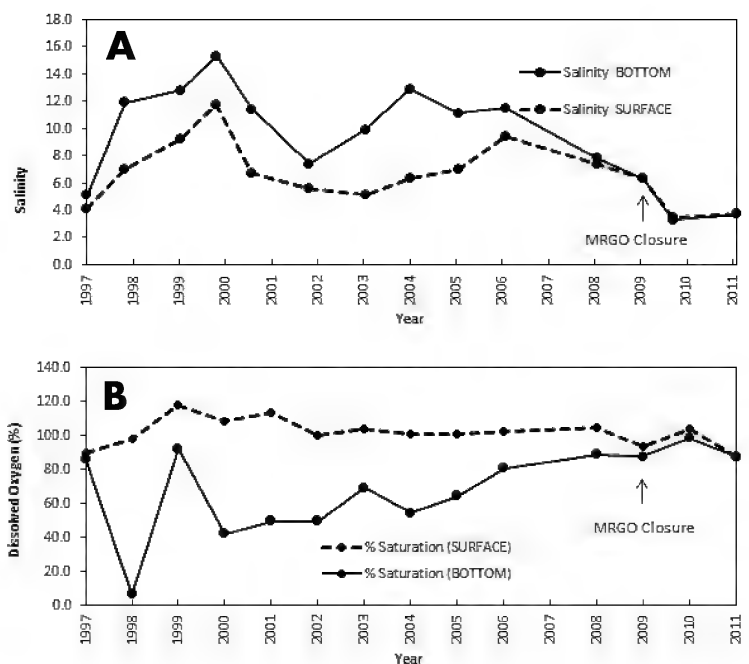 A
18.0
16.0
14.0
12.0
10.0
8.0
6.0
4.0
2.0
0.0
Salinity
Salinity BOTTOM
Salinity SURFACE
MRGO Closure
1997 1998 1999 2000 2001 2002 2003 2004 2005 2006 2007 2008 2009 2010 2011
Year
B
140.0
120.0
100.0
80.0
60.0
40.0
20.0
0.0
Dissolved Oxygen (%)
MRGO Closure
% Saturation (SURFACE)
% Saturation (BOTTOM)
1997 1998 1999 2000 2001 2002 2003 2004 2005 2006 2007 2008 2009 2010 2011
Year